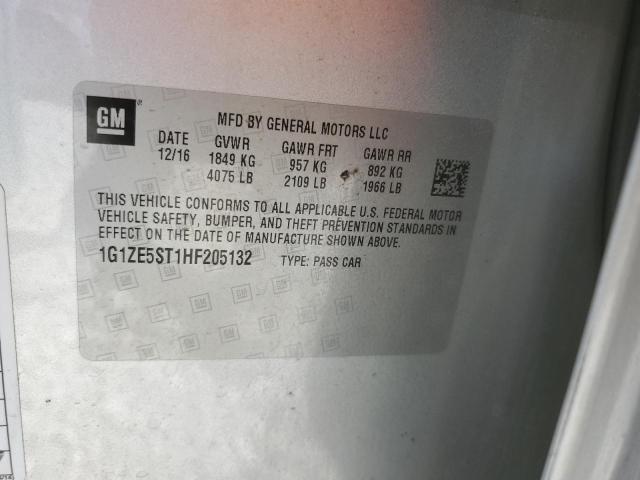 GM
MFD BY GENERAL MOTORS LLC
DATE GVWR GAWR FRT GAWR RR
12/16 1849 KG 957 KG 892 KG
4075 LB 2109 LB 1966 LB
THIS VEHICLE CONFORMS TO ALL APPLICABLE U.S. FEDERAL MOTOR
VEHICLE SAFETY, BUMPER, AND THEFT PREVENTION STANDARDS IN
EFFECT ON THE DATE OF MANUFACTURE SHOWN ABOVE.
1G1ZE5ST1HF205132 TYPE: PASS CAR